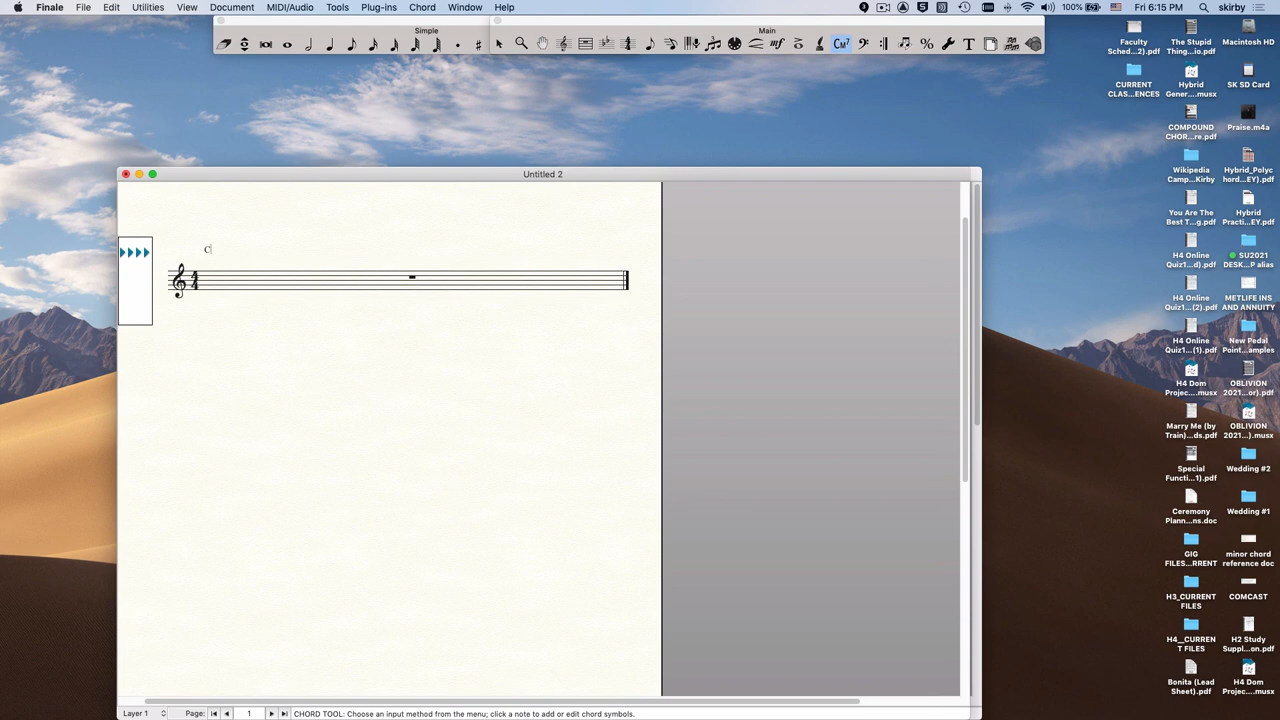 Finale File Edit Utilities View Document MIDI/Audio Tools Plug-ins Chord Window Help
100% Fri 6:15 PM skirby
Simple
Main
CM7
Untitled 2
C
4
4
Layer 1 Page: 1 CHORD TOOL: Choose an input method from the menu; click a note to add or edit chord symbols.
Faculty
Sched...2).pdf
The Stupid
Thing...io.pdf
Macintosh HD
CURRENT
CLAS...ENCES
Hybrid
Gener....musx
SK SD Card
COMPOUND
CHOR...re.pdf
Praise.m4a
Wikipedia
Camp...Kirby
Hybrid_Polyc
hord...EY).pdf
You Are The
Best T...g.pdf
Hybrid
Practi...EY.pdf
H4 Online
Quiz1...d).pdf
SU2021
DESK...P alias
H4 Online
Quiz1...(2).pdf
METLIFE INS
AND ANNUITY
H4 Online
Quiz1...(1).pdf
New Pedal
Point...amples
H4 Dom
Projec....musx
OBLIVION
2021...or).pdf
Marry Me (by
Train)...ds.pdf
OBLIVION
2021...).musx
Special
Functi...1).pdf
Wedding #2
Ceremony
Plann...ns.doc
Wedding #1
GIG
FILES...RRENT
minor chord
reference doc
H3_CURRENT
FILES
COMCAST
H4__CURREN
T FILES
H2 Study
Suppl...on.pdf
Bonita (Lead
Sheet).pdf
H4 Dom
Projec....musx